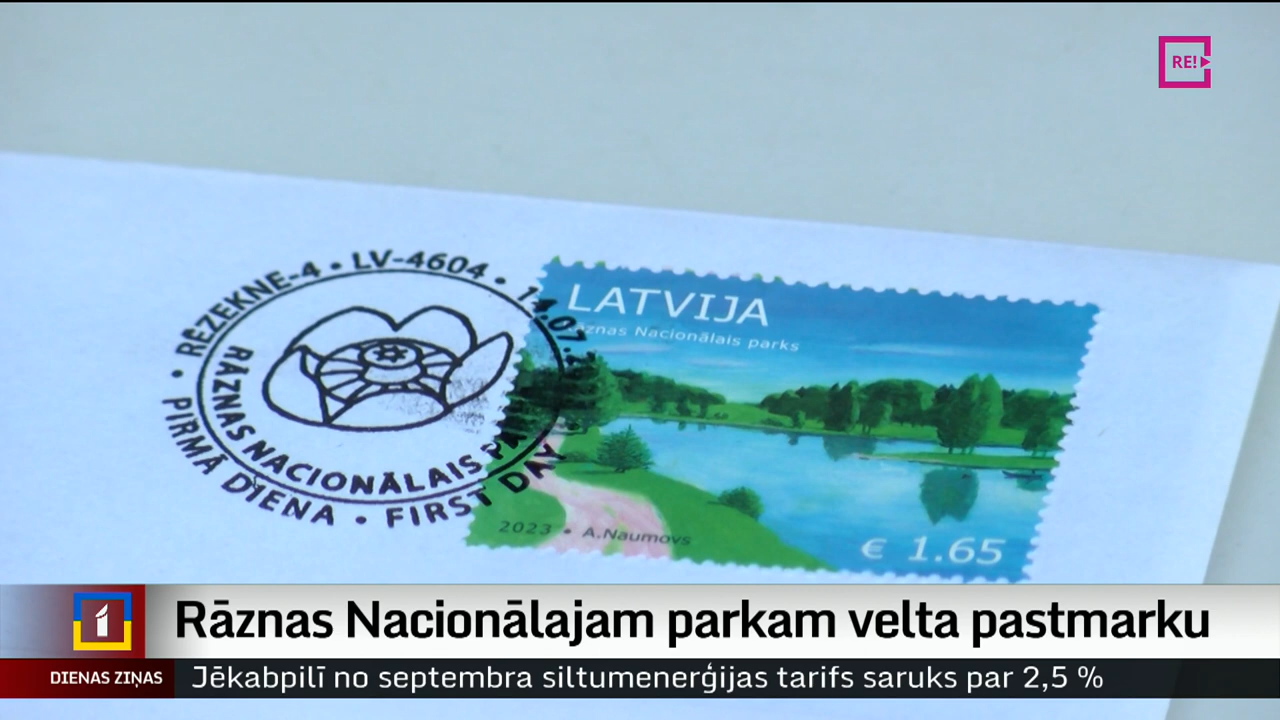 RE!
RĒZEKNE-4 • LV-4604 •
RĀZNAS NACIONĀLAIS
• PIRMĀ DIENA • FIRST DAY
LATVIJA
Nacionālais parks
2023 • A.Naumovs
€ 1.65
1
Rāznas Nacionālajam parkam velta pastmarku
DIENAS ZIŅAS
Jēkabpilī no septembra siltumenerģijas tarifs saruks par 2,5 %